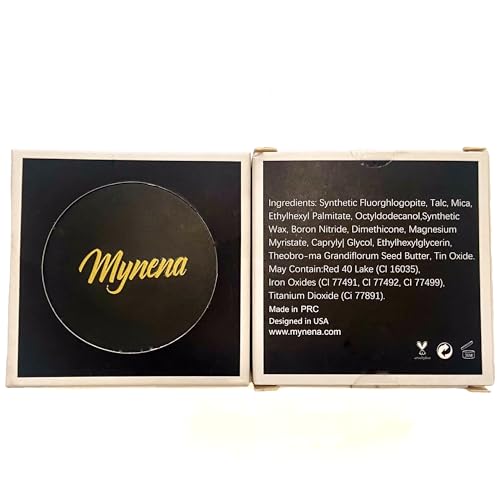 Mynena
Ingredients: Synthetic Fluorghlogopite, Talc, Mica,
Ethylhexyl Palmitate, Octyldodecanol,Synthetic
Wax, Boron Nitride, Dimethicone, Magnesium
Myristate, Capryly| Glycol, Ethylhexylglycerin,
Theobro-ma Grandiflorum Seed Butter, Tin Oxide.
May Contain:Red 40 Lake (CI 16035),
Iron Oxides (CI 77491, CI 77492, CI 77499),
Titanium Dioxide (Ci 77891).
Made in PRC
Designed in USA
www.mynena.com